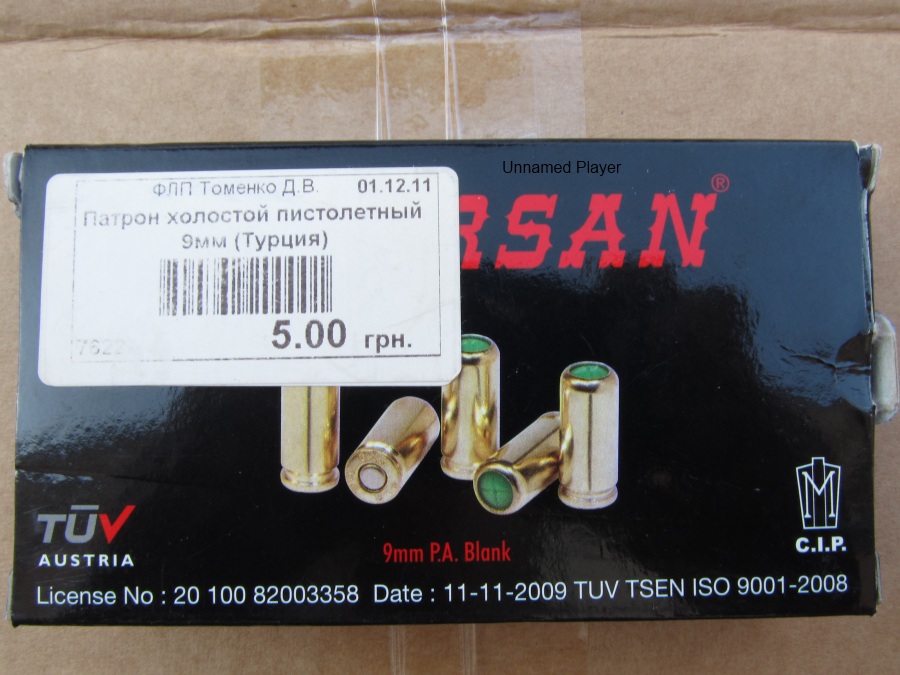 Unnamed Player
ФЛП Томенко Д.В. 01.12.11
Патрон холостой пистолетный
9мм (Турция)
5.00 грн.
RSAN®
TÜV
AUSTRIA
9mm P.A. Blank
C.I.P.
License No : 20 100 82003358 Date : 11-11-2009 TUV TSEN ISO 9001-2008